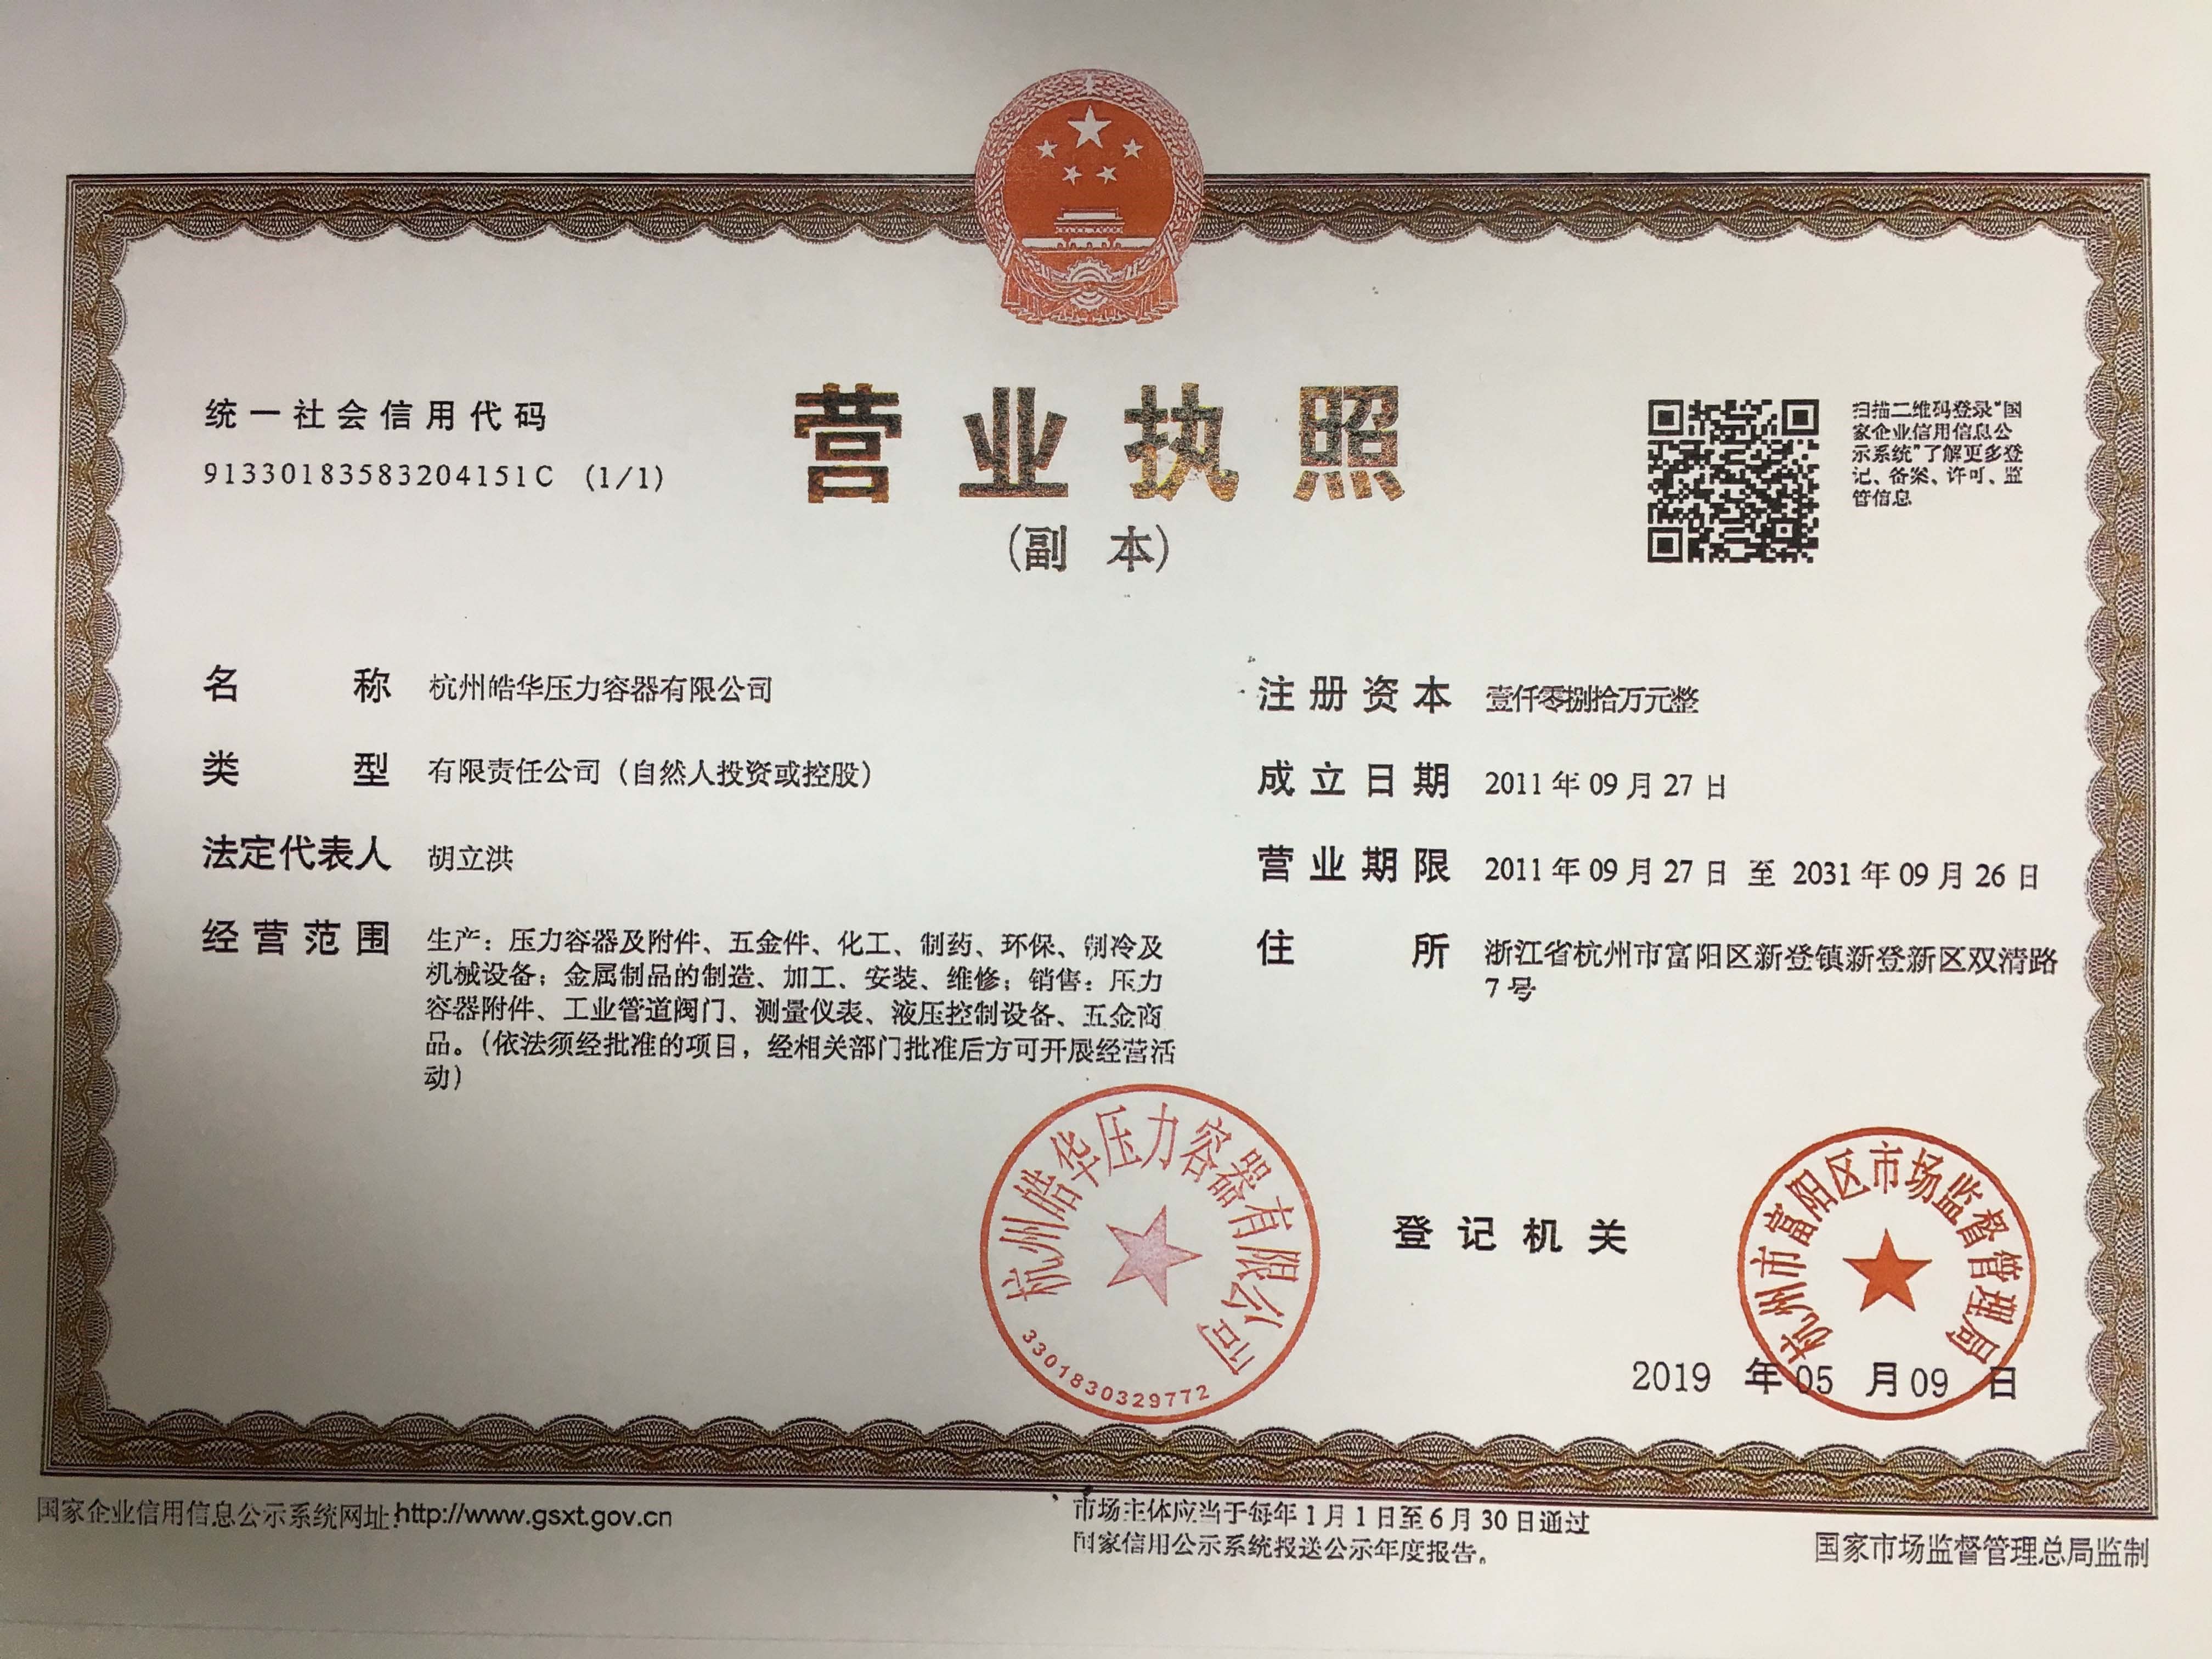 统一社会信用代码
91330183583204151C (1/1)
营业执照
(副 本)
扫描二维码登录“国
家企业信用信息公
示系统”了解更多登
记、备案、许可、监
管信息
名 称 杭州皓华压力容器有限公司
类 型 有限责任公司（自然人投资或控股）
法定代表人 胡立洪
经营范围 生产：压力容器及附件、五金件、化工、制药、环保、制冷及
机械设备；金属制品的制造、加工、安装、维修；销售：压力
容器附件、工业管道阀门、测量仪表、液压控制设备、五金商
品。（依法须经批准的项目，经相关部门批准后方可开展经营活
动）
注册资本 壹仟零捌拾万元整
成立日期 2011年09月27日
营业期限 2011年09月27日 至 2031年09月26日
住 所 浙江省杭州市富阳区新登镇新登新区双清路
7号
杭州皓华压力容器有限公司
3301830329772
登记机关
杭州市富阳区市场监督管理局
2019 年 05 月 09 日
国家企业信用信息公示系统网址:http://www.gsxt.gov.cn
市场主体应当于每年1月1日至6月30日通过
国家信用公示系统报送公示年度报告。
国家市场监督管理总局监制